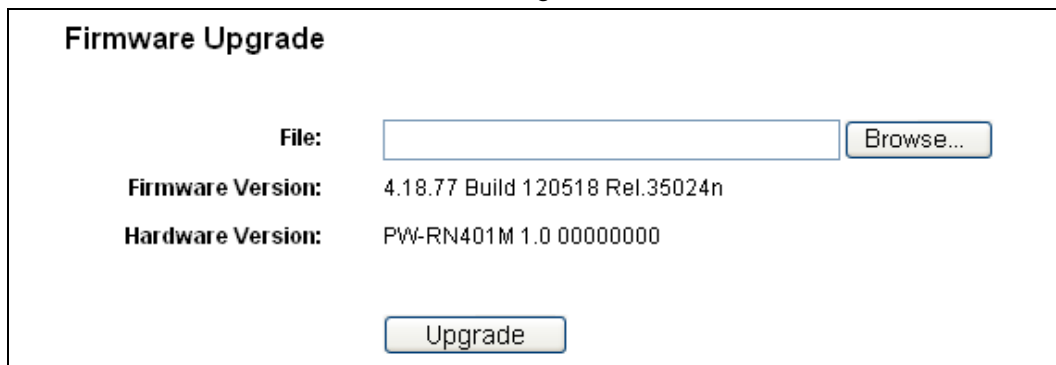 Firmware Upgrade
File: Browse...
Firmware Version: 4.18.77 Build 120518 Rel.35024n
Hardware Version: PW-RN401M 1.0 00000000
Upgrade